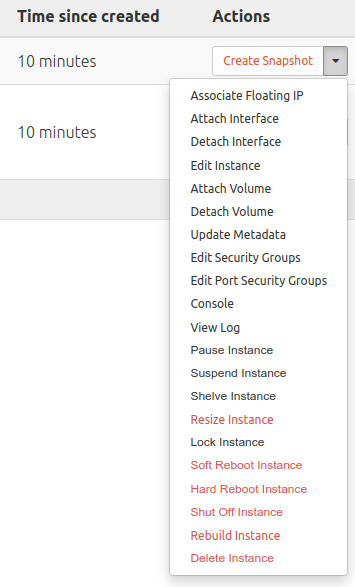 Time since created Actions
10 minutes Create Snapshot
Associate Floating IP
Attach Interface
10 minutes
Detach Interface
Edit Instance
Attach Volume
Detach Volume
Update Metadata
Edit Security Groups
Edit Port Security Groups
Console
View Log
Pause Instance
Suspend Instance
Shelve Instance
Resize Instance
Lock Instance
Soft Reboot Instance
Hard Reboot Instance
Shut Off Instance
Rebuild Instance
Delete Instance